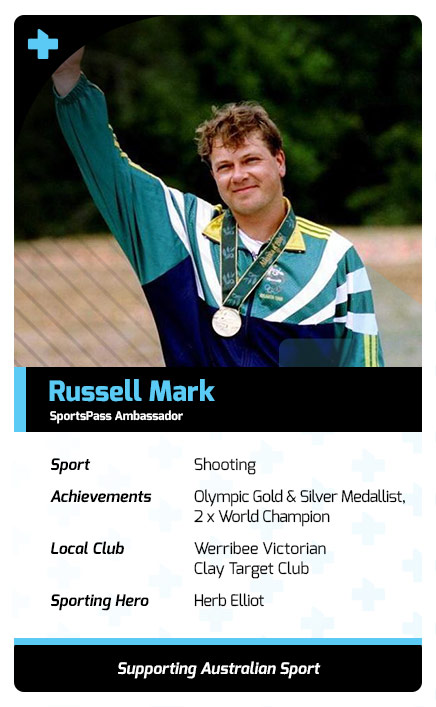 Russell Mark
SportsPass Ambassador
Sport Shooting
Achievements Olympic Gold & Silver Medallist,
2 x World Champion
Local Club Werribee Victorian
Clay Target Club
Sporting Hero Herb Elliot
Supporting Australian Sport